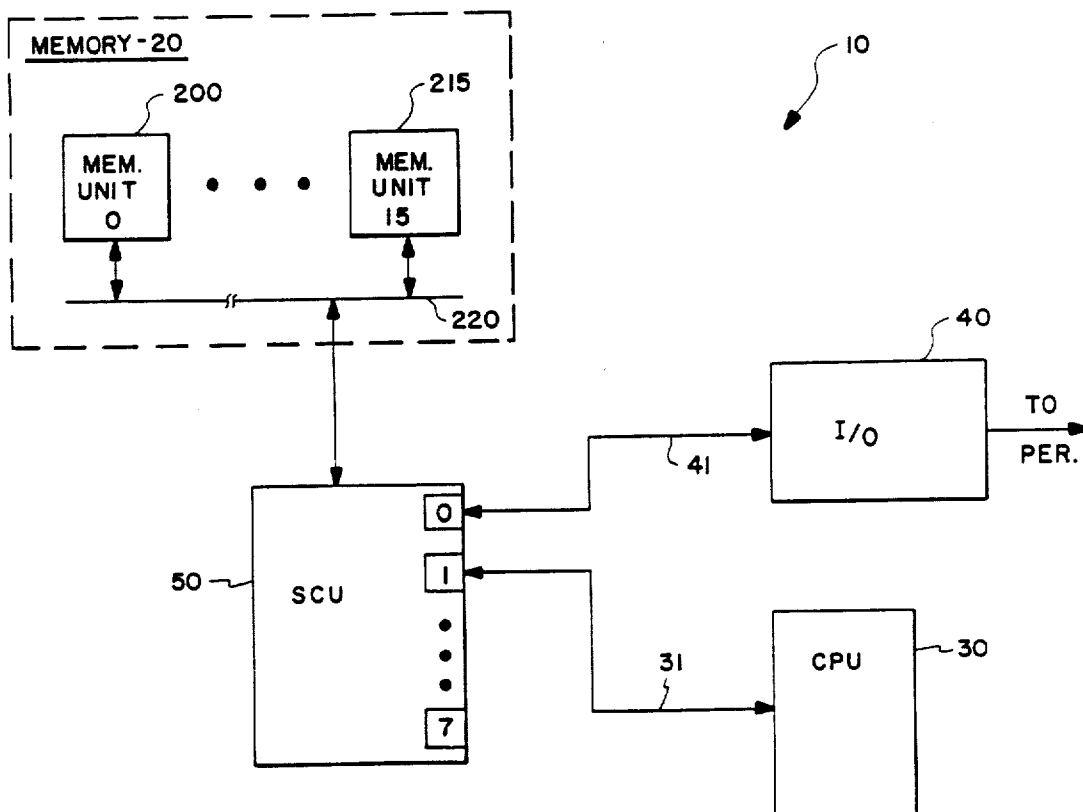 MEMORY-20
10
200
215
MEM.
UNIT
0
MEM.
UNIT
15
220
40
I/O
TO
PER.
41
0
50
SCU
1
7
31
CPU
30